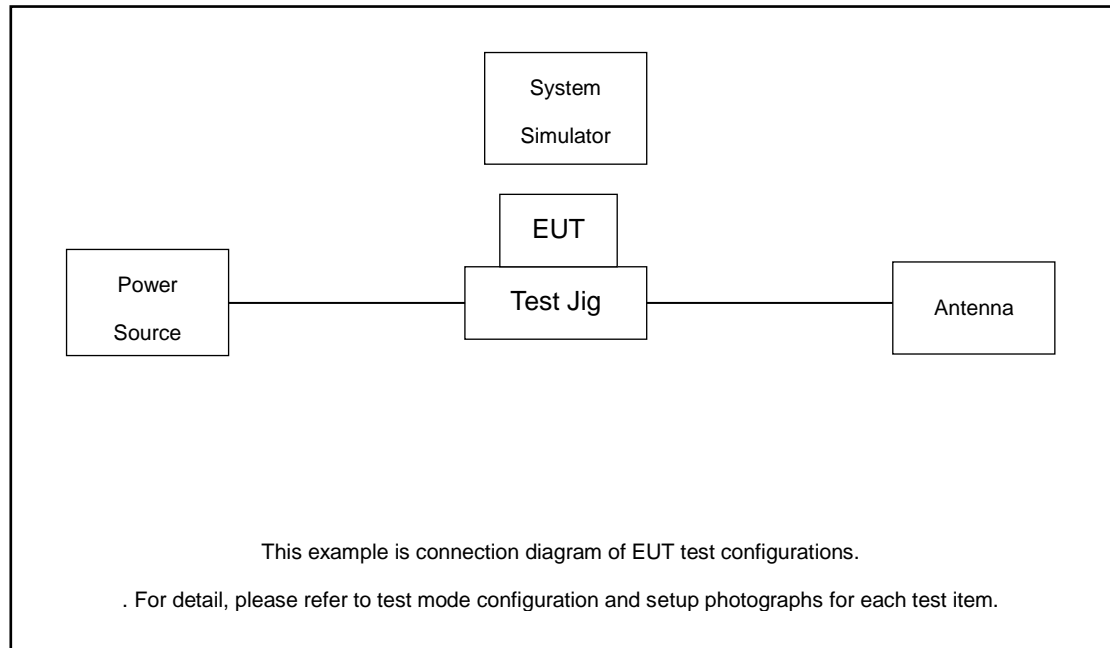 System
Simulator
EUT
Power
Source
Test Jig
Antenna
This example is connection diagram of EUT test configurations.
. For detail, please refer to test mode configuration and setup photographs for each test item.